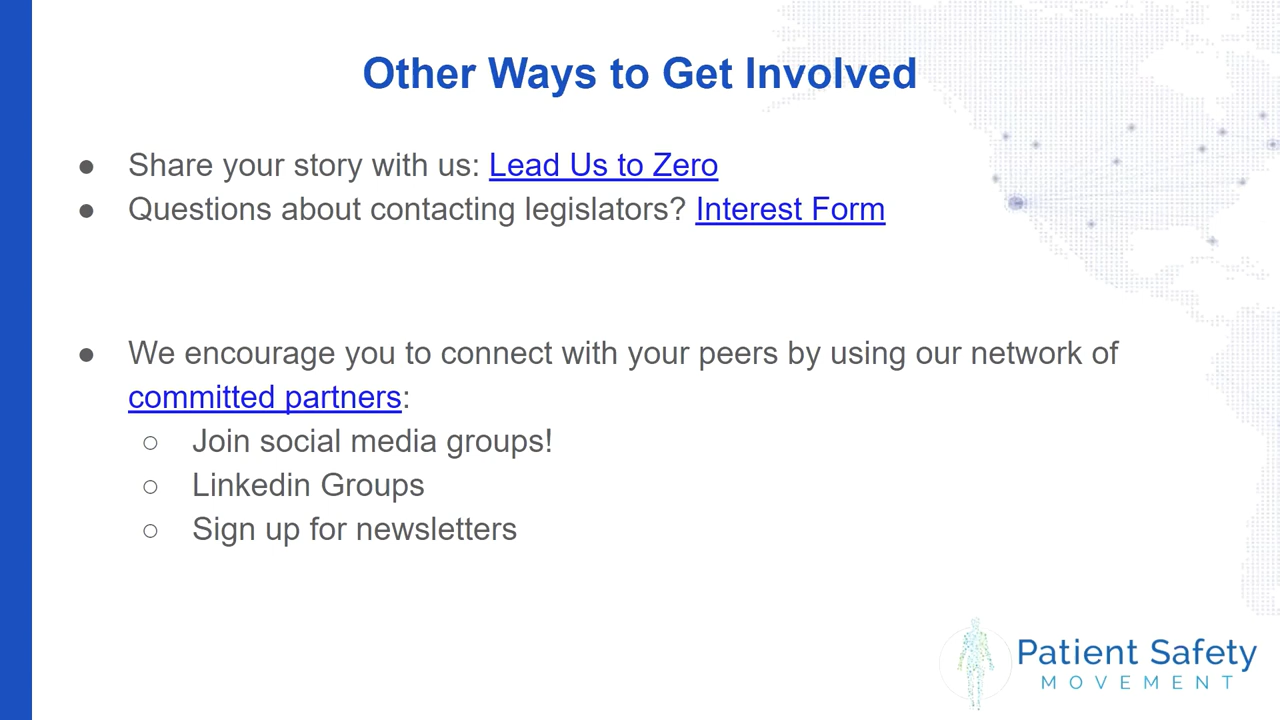 Other Ways to Get Involved
● Share your story with us: Lead Us to Zero
● Questions about contacting legislators? Interest Form
● We encourage you to connect with your peers by using our network of
committed partners:
○ Join social media groups!
○ Linkedin Groups
○ Sign up for newsletters
Patient Safety
MOVEMENT